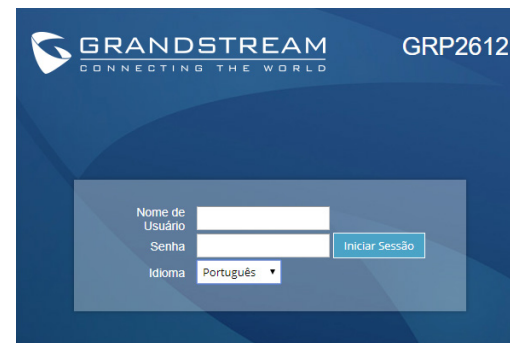 GRANDSTREAM
CONNECTING THE WORLD
GRP2612
Nome de
Usuário
Senha
Iniciar Sessão
Idioma
Português